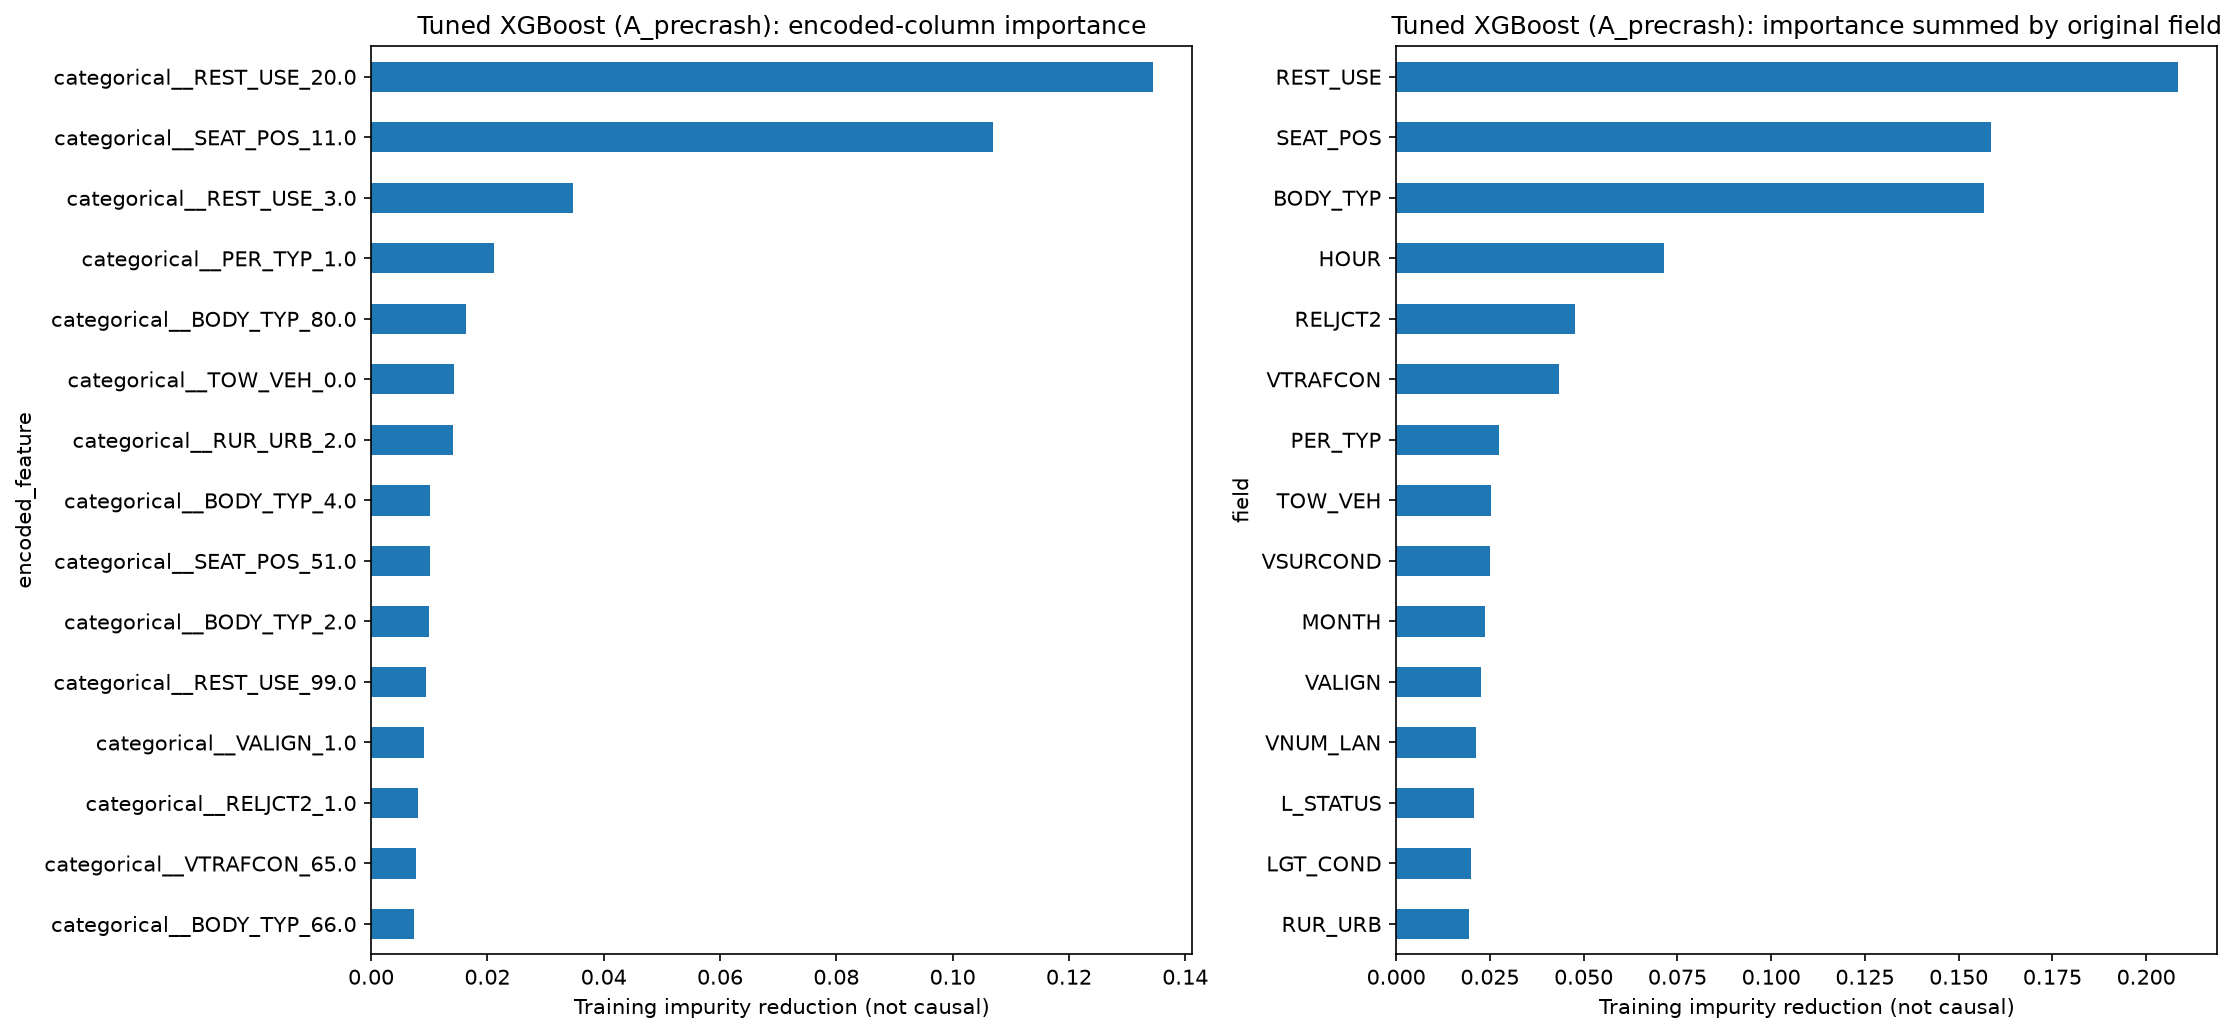 Tuned XGBoost (A_precrash): encoded-column importance
encoded_feature
categorical__REST_USE_20.0
categorical__SEAT_POS_11.0
categorical__REST_USE_3.0
categorical__PER_TYP_1.0
categorical__BODY_TYP_80.0
categorical__TOW_VEH_0.0
categorical__RUR_URB_2.0
categorical__BODY_TYP_4.0
categorical__SEAT_POS_51.0
categorical__BODY_TYP_2.0
categorical__REST_USE_99.0
categorical__VALIGN_1.0
categorical__RELJCT2_1.0
categorical__VTRAFCON_65.0
categorical__BODY_TYP_66.0
0.00 0.02 0.04 0.06 0.08 0.10 0.12 0.14
Training impurity reduction (not causal)
Tuned XGBoost (A_precrash): importance summed by original field
field
REST_USE
SEAT_POS
BODY_TYP
HOUR
RELJCT2
VTRAFCON
PER_TYP
TOW_VEH
VSURCOND
MONTH
VALIGN
VNUM_LAN
L_STATUS
LGT_COND
RUR_URB
0.000 0.025 0.050 0.075 0.100 0.125 0.150 0.175 0.200
Training impurity reduction (not causal)